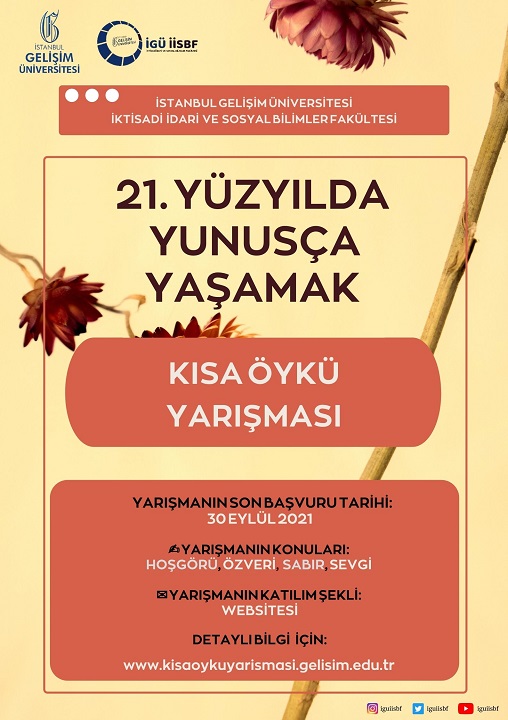 İSTANBUL
GELİŞİM
ÜNİVERSİTESİ
İGÜ İİSBF
İSTANBUL GELİŞİM ÜNİVERSİTESİ
İKTİSADİ İDARİ VE SOSYAL BİLİMLER FAKÜLTESİ
21. YÜZYILDA
YUNUSÇA
YAŞAMAK
KISA ÖYKÜ
YARIŞMASI
YARIŞMANIN SON BAŞVURU TARİHİ:
30 EYLÜL 2021
✍YARIŞMANIN KONULARI:
HOŞGÖRÜ, ÖZVERİ, SABIR, SEVGİ
✉ YARIŞMANIN KATILIM ŞEKLİ:
WEBSİTESİ
DETAYLI BİLGİ İÇİN:
www.kisaoykuyarismasi.gelisim.edu.tr
iguiisbf iguiisbf iguiisbf